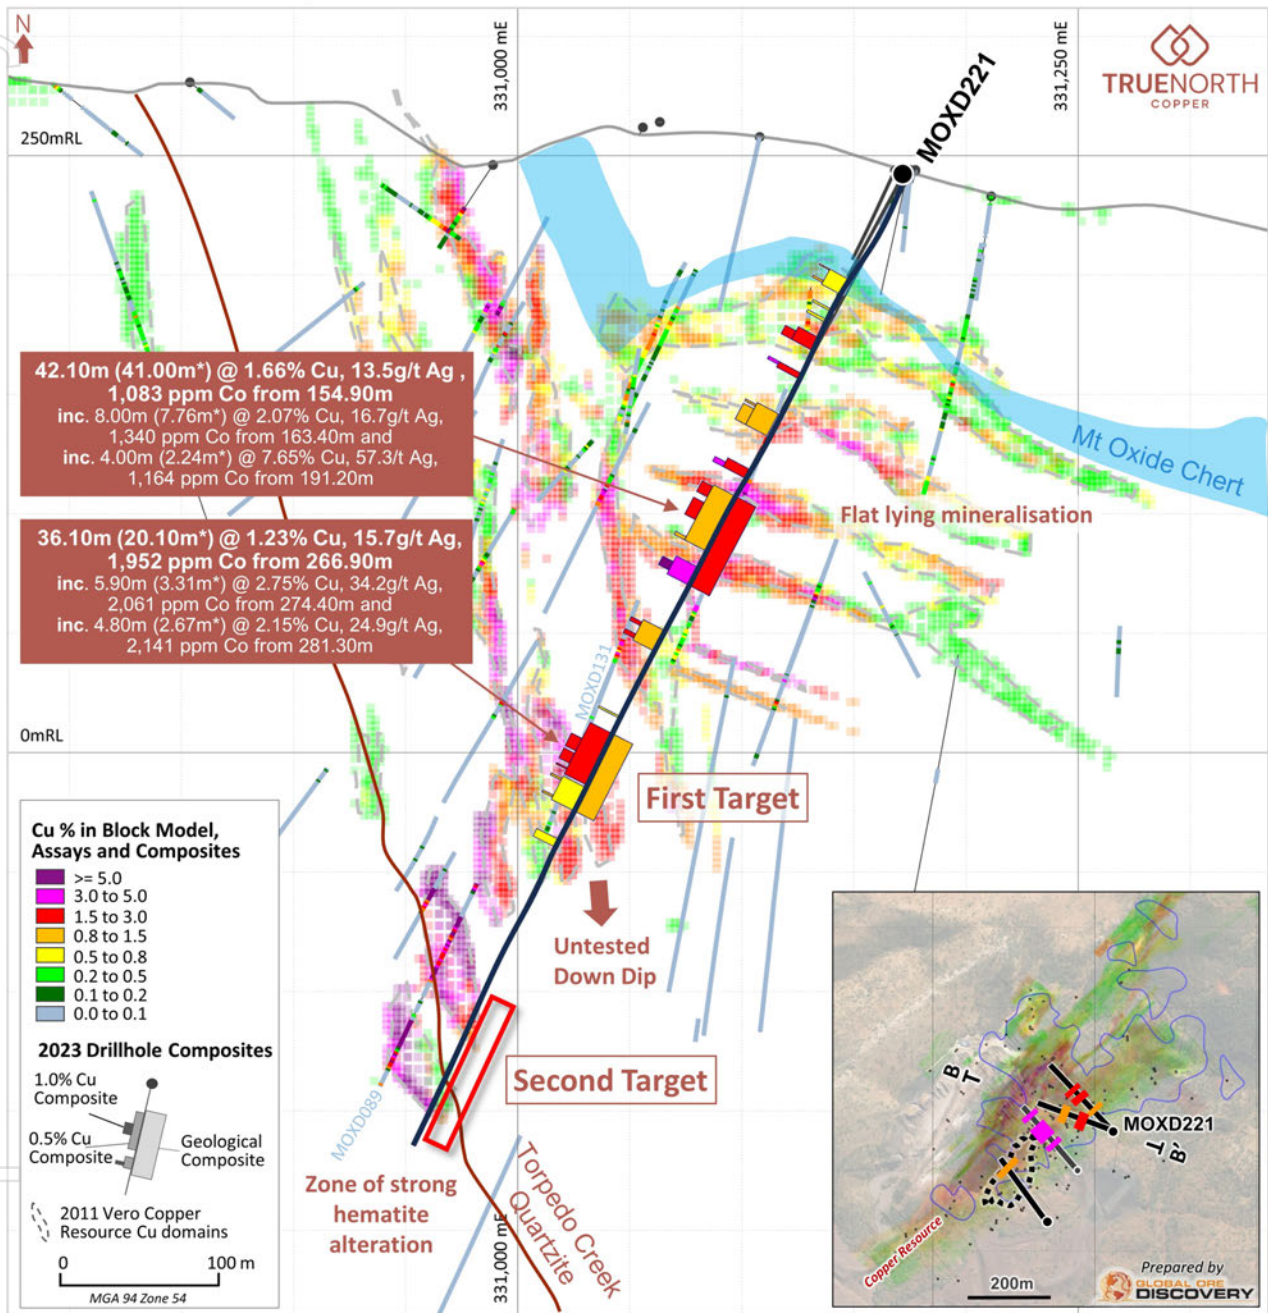 N
331,000 mE
331,250 mE
TRUENORTH
COPPER
MOXD221
250mRL
42.10m (41.00m*) @ 1.66% Cu, 13.5g/t Ag ,
1,083 ppm Co from 154.90m
inc. 8.00m (7.76m*) @ 2.07% Cu, 16.7g/t Ag,
1,340 ppm Co from 163.40m and
inc. 4.00m (2.24m*) @ 7.65% Cu, 57.3/t Ag,
1,164 ppm Co from 191.20m
Mt Oxide Chert
Flat lying mineralisation
36.10m (20.10m*) @ 1.23% Cu, 15.7g/t Ag,
1,952 ppm Co from 266.90m
inc. 5.90m (3.31m*) @ 2.75% Cu, 34.2g/t Ag,
2,061 ppm Co from 274.40m and
inc. 4.80m (2.67m*) @ 2.15% Cu, 24.9g/t Ag,
2,141 ppm Co from 281.30m
MOXD131
0mRL
First Target
Untested
Down Dip
Second Target
MOXD089
Zone of strong
hematite
alteration
Torpedo Creek
Quartzite
331,000 mE
Cu % in Block Model,
Assays and Composites
>= 5.0
3.0 to 5.0
1.5 to 3.0
0.8 to 1.5
0.5 to 0.8
0.2 to 0.5
0.1 to 0.2
0.0 to 0.1
2023 Drillhole Composites
1.0% Cu
Composite
0.5% Cu
Composite
Geological
Composite
2011 Vero Copper
Resource Cu domains
0 100 m
MGA 94 Zone 54
B
MOXD221
B'
Copper Resource
200m
Prepared by
GLOBAL ORE
DISCOVERY